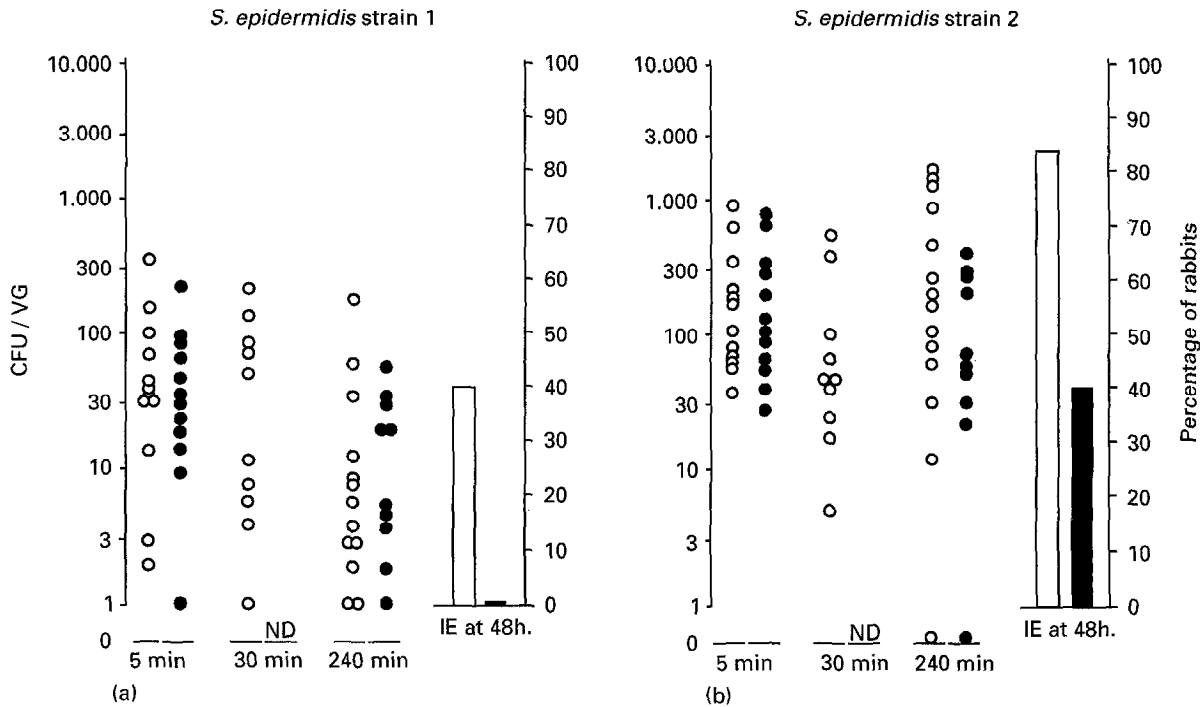 S. epidermidis strain 1
S. epidermidis strain 2
CFU / VG
10.000
3.000
1.000
300
100
30
10
3
1
0
100
90
80
70
60
50
40
30
20
10
0
ND
IE at 48h.
5 min
30 min
240 min
(a)
10.000
3.000
1.000
300
100
30
10
3
1
0
100
90
80
70
60
50
40
30
20
10
0
Percentage of rabbits
ND
IE at 48h.
5 min
30 min
240 min
(b)